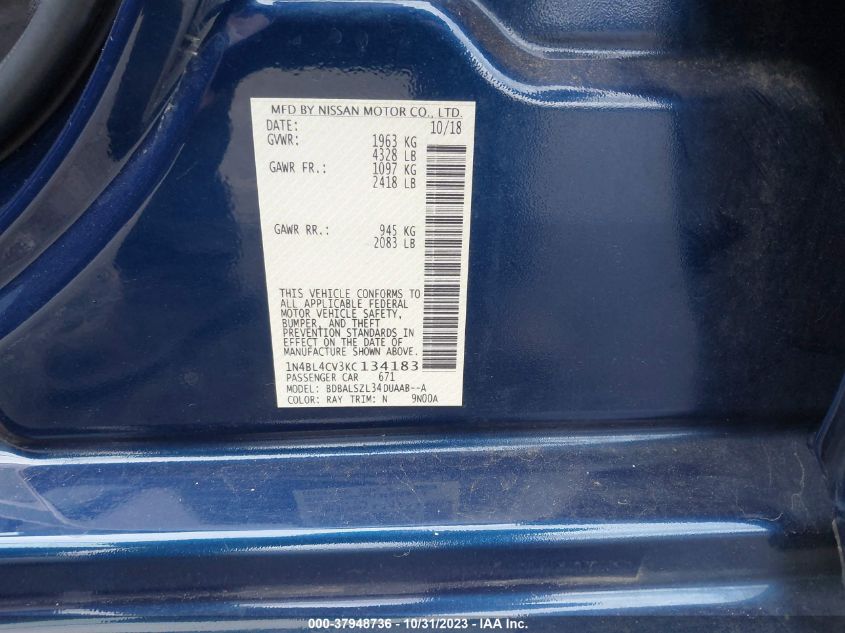 MFD BY NISSAN MOTOR CO., LTD.
DATE: 10/18
GVWR: 1963 KG
4328 LB
GAWR FR.: 1097 KG
2418 LB
GAWR RR.: 945 KG
2083 LB
THIS VEHICLE CONFORMS TO
ALL APPLICABLE FEDERAL
MOTOR VEHICLE SAFETY,
BUMPER, AND THEFT
PREVENTION STANDARDS IN
EFFECT ON THE DATE OF
MANUFACTURE SHOWN ABOVE.
1N4BL4CV3KC134183
PASSENGER CAR 671
MODEL: BDBALSZL34DUAAB--A
COLOR: RAY TRIM: N 9N00A
000-37948736 - 10/31/2023 - IAA Inc.